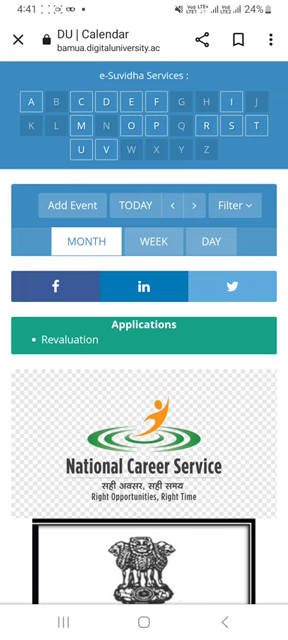 4:41 24%
DU | Calendar
bamua.digitaluniversity.ac
e-Suvidha Services :
A B C D E F G H I J
K L M N O P Q R S T
U V W X Y Z
Add Event TODAY < > Filter
MONTH WEEK DAY
f in
Applications
• Revaluation
National Career Service
सही अवसर, सही समय
Right Opportunities, Right Time